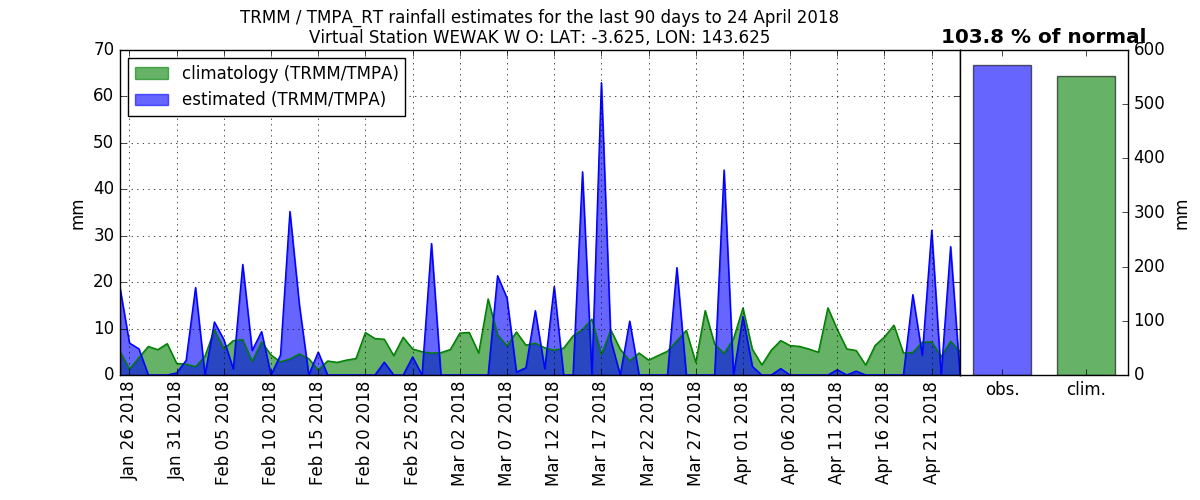 TRMM / TMPA_RT rainfall estimates for the last 90 days to 24 April 2018
Virtual Station WEWAK W O: LAT: -3.625, LON: 143.625
103.8 % of normal
climatology (TRMM/TMPA)
estimated (TRMM/TMPA)
70
60
50
40
30
20
10
0
mm
Jan 26 2018
Jan 31 2018
Feb 05 2018
Feb 10 2018
Feb 15 2018
Feb 20 2018
Feb 25 2018
Mar 02 2018
Mar 07 2018
Mar 12 2018
Mar 17 2018
Mar 22 2018
Mar 27 2018
Apr 01 2018
Apr 06 2018
Apr 11 2018
Apr 16 2018
Apr 21 2018
obs.
clim.
600
500
400
300
200
100
0
mm